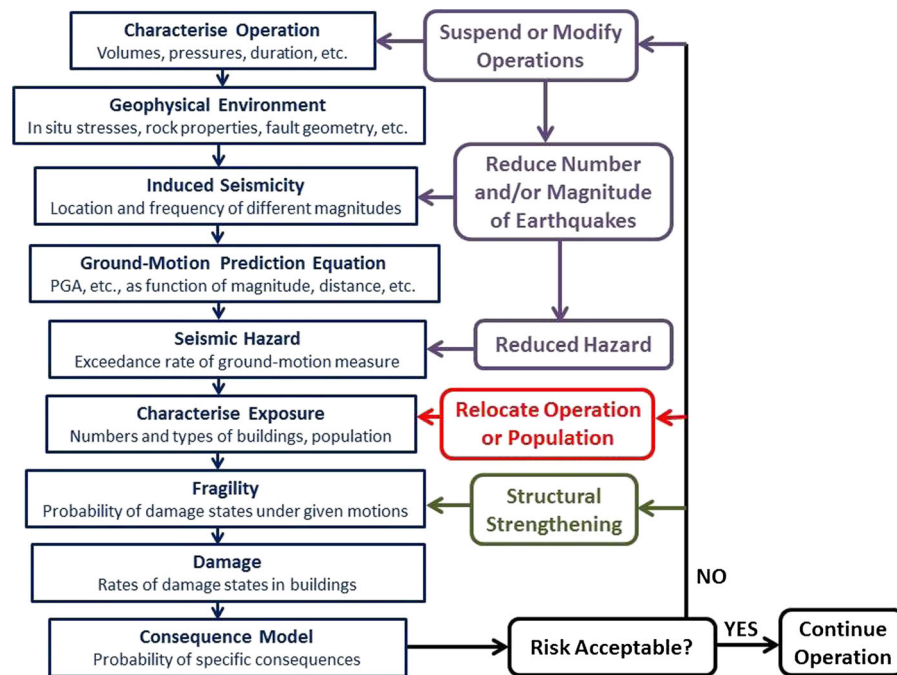 Characterise Operation
Volumes, pressures, duration, etc.
Suspend or Modify
Operations
Geophysical Environment
In situ stresses, rock properties, fault geometry, etc.
Induced Seismicity
Location and frequency of different magnitudes
Reduce Number
and/or Magnitude
of Earthquakes
Ground-Motion Prediction Equation
PGA, etc., as function of magnitude, distance, etc.
Seismic Hazard
Exceedance rate of ground-motion measure
Reduced Hazard
Characterise Exposure
Numbers and types of buildings, population
Relocate Operation
or Population
Fragility
Probability of damage states under given motions
Structural
Strengthening
Damage
Rates of damage states in buildings
NO
Consequence Model
Probability of specific consequences
Risk Acceptable?
YES
Continue
Operation